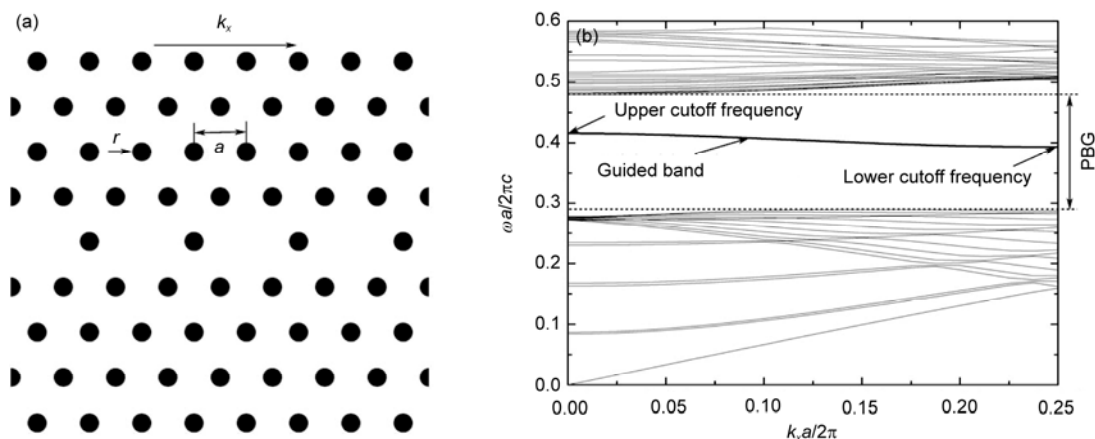 (a)
kx
r
a
(b)
0.6
0.5
0.4
0.3
0.2
0.1
0.0
ωa/2πc
Upper cutoff frequency
Guided band
Lower cutoff frequency
PBG
0.00 0.05 0.10 0.15 0.20 0.25
kxa/2π